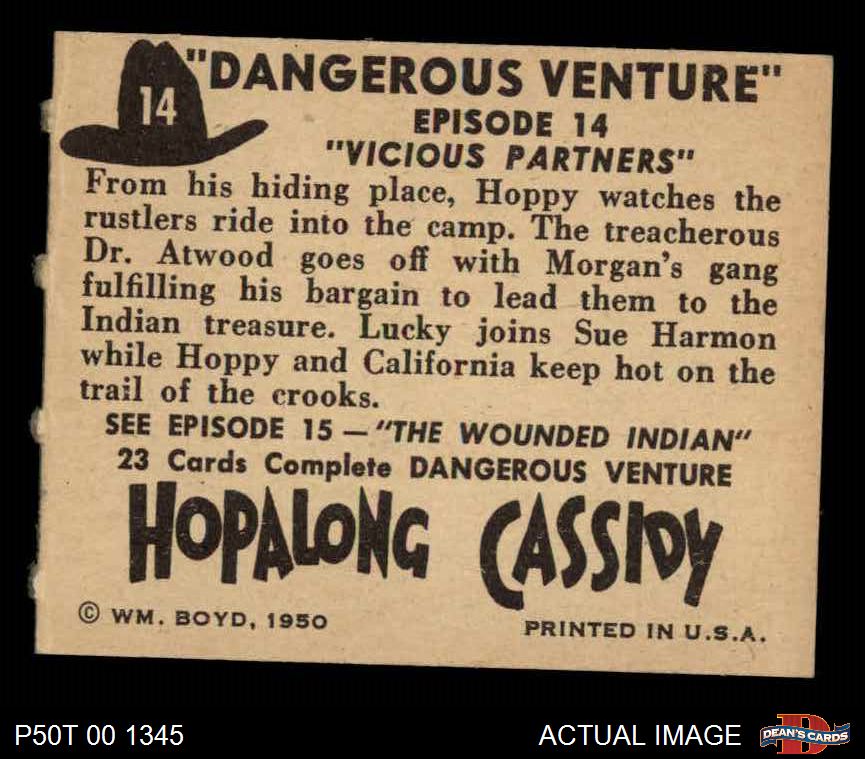 14
"DANGEROUS VENTURE"
EPISODE 14
"VICIOUS PARTNERS"
From his hiding place, Hoppy watches the
rustlers ride into the camp. The treacherous
Dr. Atwood goes off with Morgan's gang
fulfilling his bargain to lead them to the
Indian treasure. Lucky joins Sue Harmon
while Hoppy and California keep hot on the
trail of the crooks.
SEE EPISODE 15 — "THE WOUNDED INDIAN"
23 Cards Complete DANGEROUS VENTURE
HOPALONG CASSIDY
© WM. BOYD, 1950
PRINTED IN U.S.A.
P50T 00 1345
ACTUAL IMAGE
D
DEAN'S CARDS